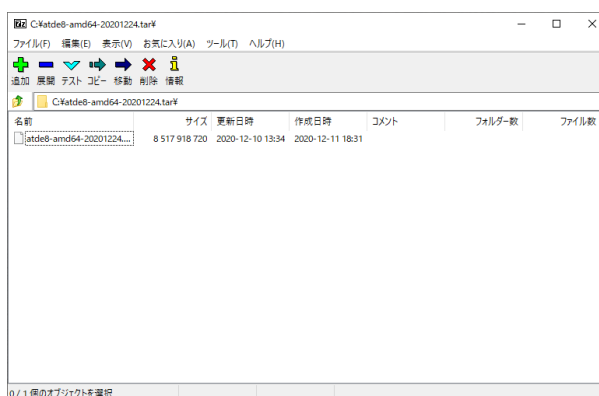 7z C:¥atde8-amd64-20201224.tar¥
ファイル(F) 編集(E) 表示(V) お気に入り(A) ツール(T) ヘルプ(H)
追加 展開 テスト コピー 移動 削除 情報
C:¥atde8-amd64-20201224.tar¥
名前 サイズ 更新日時 作成日時 コメント フォルダー数 ファイル数
atde8-amd64-20201224.... 8 517 918 720 2020-12-10 13:34 2020-12-11 18:31
0 / 1 個のオブジェクトを選択